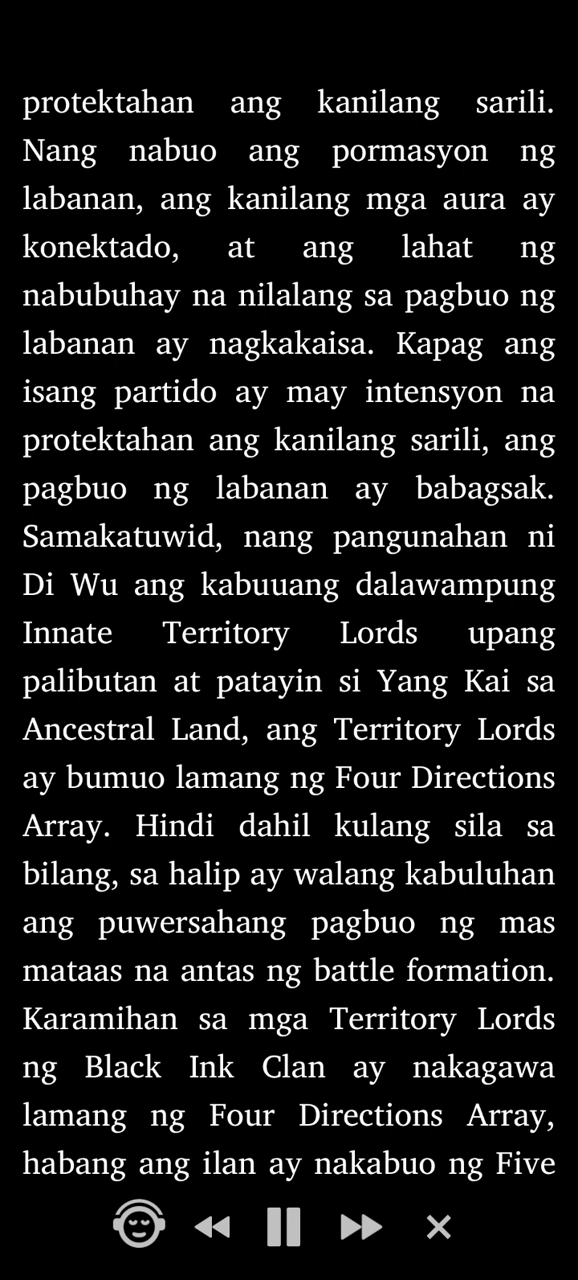 protektahan ang kanilang sarili.
Nang nabuo ang pormasyon ng
labanan, ang kanilang mga aura ay
konektado, at ang lahat ng
nabubuhay na nilalang sa pagbuo ng
labanan ay nagkakaisa. Kapag ang
isang partido ay may intensyon na
protektahan ang kanilang sarili, ang
pagbuo ng labanan ay babagsak.
Samakatuwid, nang pangunahan ni
Di Wu ang kabuuang dalawampung
Innate Territory Lords upang
palibutan at patayin si Yang Kai sa
Ancestral Land, ang Territory Lords
ay bumuo lamang ng Four Directions
Array. Hindi dahil kulang sila sa
bilang, sa halip ay walang kabuluhan
ang puwersahang pagbuo ng mas
mataas na antas ng battle formation.
Karamihan sa mga Territory Lords
ng Black Ink Clan ay nakagawa
lamang ng Four Directions Array,
habang ang ilan ay nakabuo ng Five